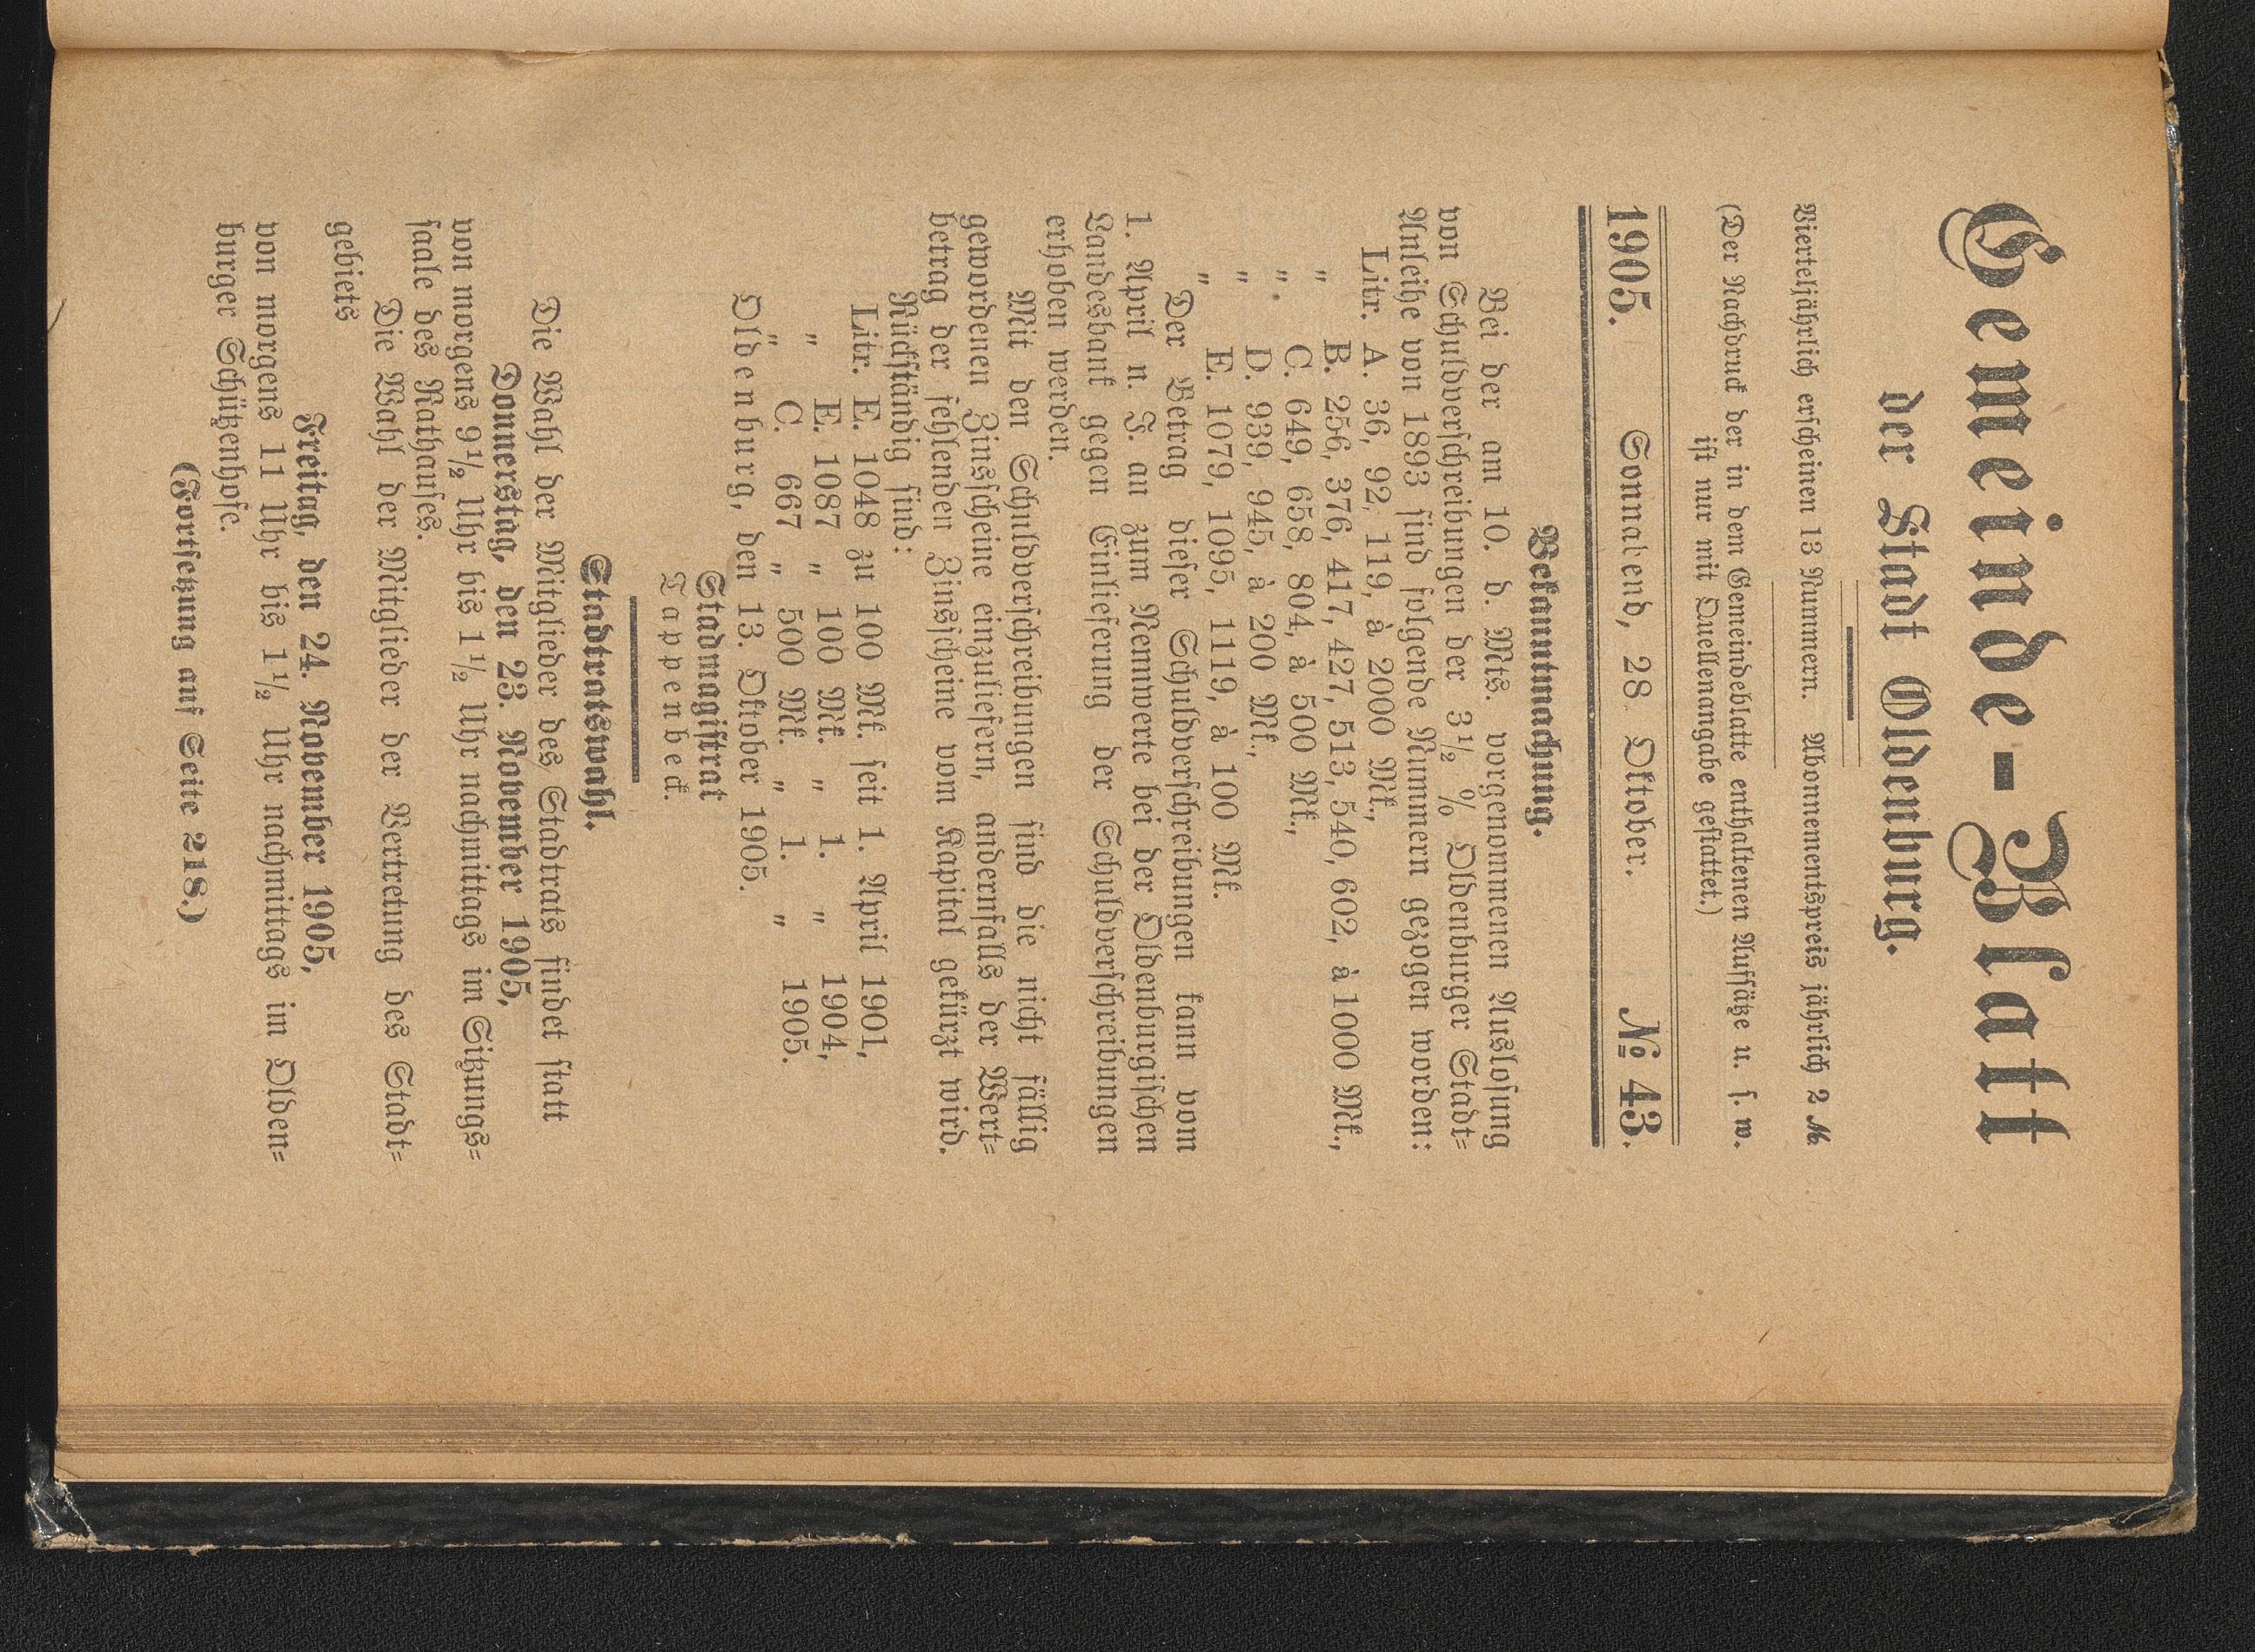 Gemeinde-Blatt
der Stadt Oldenburg.
Vierteljährlich erscheinen 13 Nummern. Abonnementspreis jährlich 2 ℳ.
(Der Nachdruck der in dem Gemeindeblatte enthaltenen Aufsätze u. s. w.
ist nur mit Quellenangabe gestattet.)
1905. Sonnabend, 28. Oktober. № 43.
Bekanntmachung.
Bei der am 10. d. Mts. vorgenommenen Auslosung
von Schuldverschreibungen der 3½ % Oldenburger Stadt-
Anleihe von 1893 sind folgende Nummern gezogen worden:
Litr. A. 36, 92, 119, à 2000 Mk.,
" B. 256, 376, 417, 427, 513, 540, 602, à 1000 Mk.,
" C. 649, 658, 804, à 500 Mk.,
" D. 939, 945, à 200 Mk.,
" E. 1079, 1095, 1119, à 100 Mk.
Der Betrag dieser Schuldverschreibungen kann vom
1. April n. J. an zum Nennwerte bei der Oldenburgischen
Landesbank gegen Einlieferung der Schuldverschreibungen
erhoben werden.
Mit den Schuldverschreibungen sind die nicht fällig
gewordenen Zinsscheine einzuliefern, andernfalls der Wert-
betrag der fehlenden Zinsscheine vom Kapital gekürzt wird.
Rückständig sind:
Litr. E. 1048 zu 100 Mk. seit 1. April 1901,
" E. 1087 " 100 Mk. " 1. " 1904,
" C. 667 " 500 Mk. " 1. " 1905.
Oldenburg, den 13. Oktober 1905.
Stadmagistrat
Tappenbeck.
Stadtratswahl.
Die Wahl der Mitglieder des Stadtrats findet statt
Donnerstag, den 23. November 1905,
von morgens 9½ Uhr bis 1½ Uhr nachmittags im Sitzungs-
saale des Rathauses.
Die Wahl der Mitglieder der Vertretung des Stadt-
gebiets
Freitag, den 24. November 1905,
von morgens 11 Uhr bis 1½ Uhr nachmittags im Olden-
burger Schützenhofe.
(Fortsetzung auf Seite 218.)